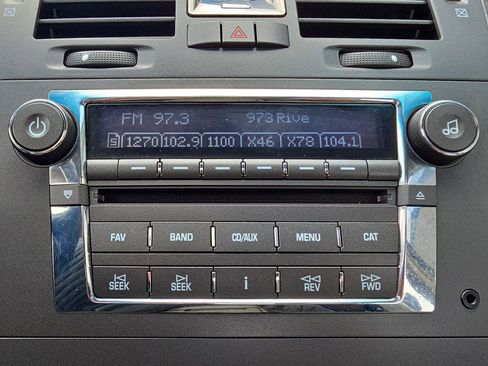 FM 97.3 973 Rive
1270 102.9 1100 X46 X78 104.1
FAV BAND CD/AUX MENU CAT
SEEK SEEK i REV FWD